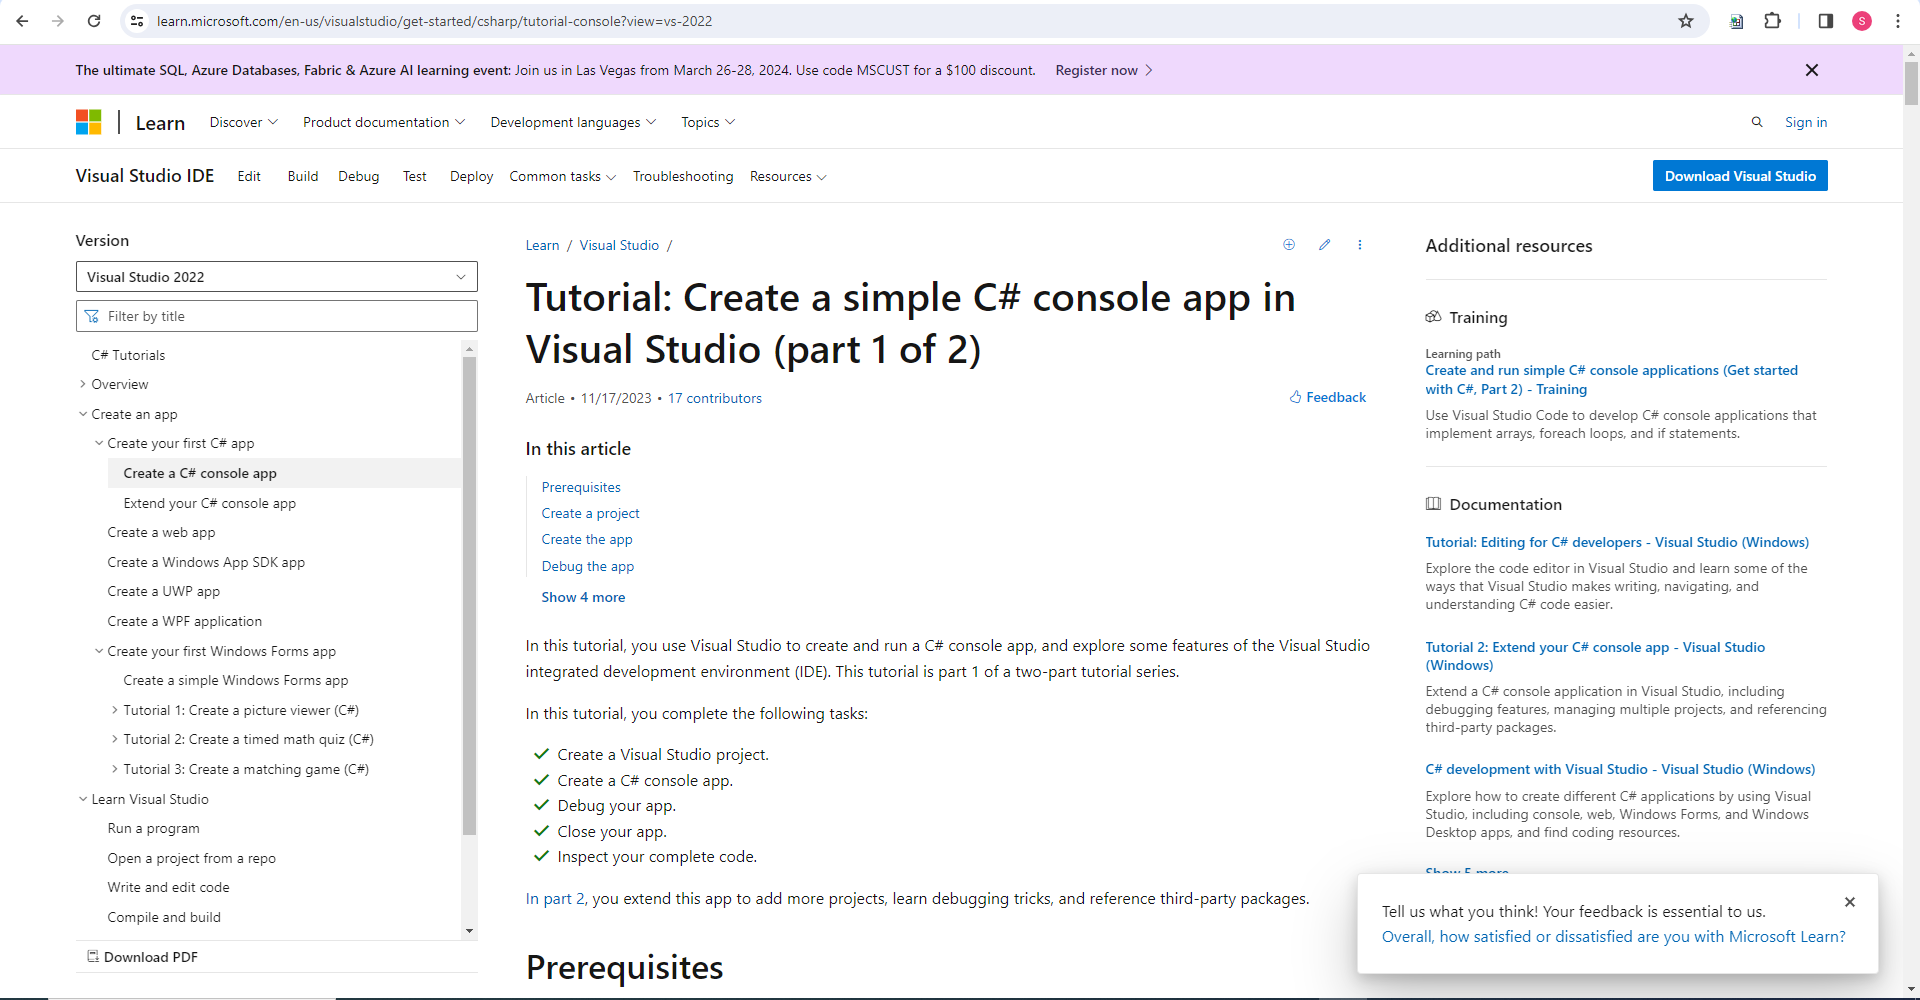 learn.microsoft.com/en-us/visualstudio/get-started/csharp/tutorial-console?view=vs-2022
S
The ultimate SQL, Azure Databases, Fabric & Azure AI learning event: Join us in Las Vegas from March 26-28, 2024. Use code MSCUST for a $100 discount. Register now
Learn Discover Product documentation Development languages Topics Sign in
Visual Studio IDE Edit Build Debug Test Deploy Common tasks Troubleshooting Resources Download Visual Studio
Version
Visual Studio 2022
Filter by title
C# Tutorials
Overview
Create an app
Create your first C# app
Create a C# console app
Extend your C# console app
Create a web app
Create a Windows App SDK app
Create a UWP app
Create a WPF application
Create your first Windows Forms app
Create a simple Windows Forms app
Tutorial 1: Create a picture viewer (C#)
Tutorial 2: Create a timed math quiz (C#)
Tutorial 3: Create a matching game (C#)
Learn Visual Studio
Run a program
Open a project from a repo
Write and edit code
Compile and build
Download PDF
Learn / Visual Studio /
Tutorial: Create a simple C# console app in
Visual Studio (part 1 of 2)
Article • 11/17/2023 • 17 contributors
Feedback
In this article
Prerequisites
Create a project
Create the app
Debug the app
Show 4 more
In this tutorial, you use Visual Studio to create and run a C# console app, and explore some features of the Visual Studio
integrated development environment (IDE). This tutorial is part 1 of a two-part tutorial series.
In this tutorial, you complete the following tasks:
Create a Visual Studio project.
Create a C# console app.
Debug your app.
Close your app.
Inspect your complete code.
In part 2, you extend this app to add more projects, learn debugging tricks, and reference third-party packages.
Prerequisites
Additional resources
Training
Learning path
Create and run simple C# console applications (Get started
with C#, Part 2) - Training
Use Visual Studio Code to develop C# console applications that
implement arrays, foreach loops, and if statements.
Documentation
Tutorial: Editing for C# developers - Visual Studio (Windows)
Explore the code editor in Visual Studio and learn some of the
ways that Visual Studio makes writing, navigating, and
understanding C# code easier.
Tutorial 2: Extend your C# console app - Visual Studio
(Windows)
Extend a C# console application in Visual Studio, including
debugging features, managing multiple projects, and referencing
third-party packages.
C# development with Visual Studio - Visual Studio (Windows)
Explore how to create different C# applications by using Visual
Studio, including console, web, Windows Forms, and Windows
Desktop apps, and find coding resources.
Show 5 more
Tell us what you think! Your feedback is essential to us.
Overall, how satisfied or dissatisfied are you with Microsoft Learn?